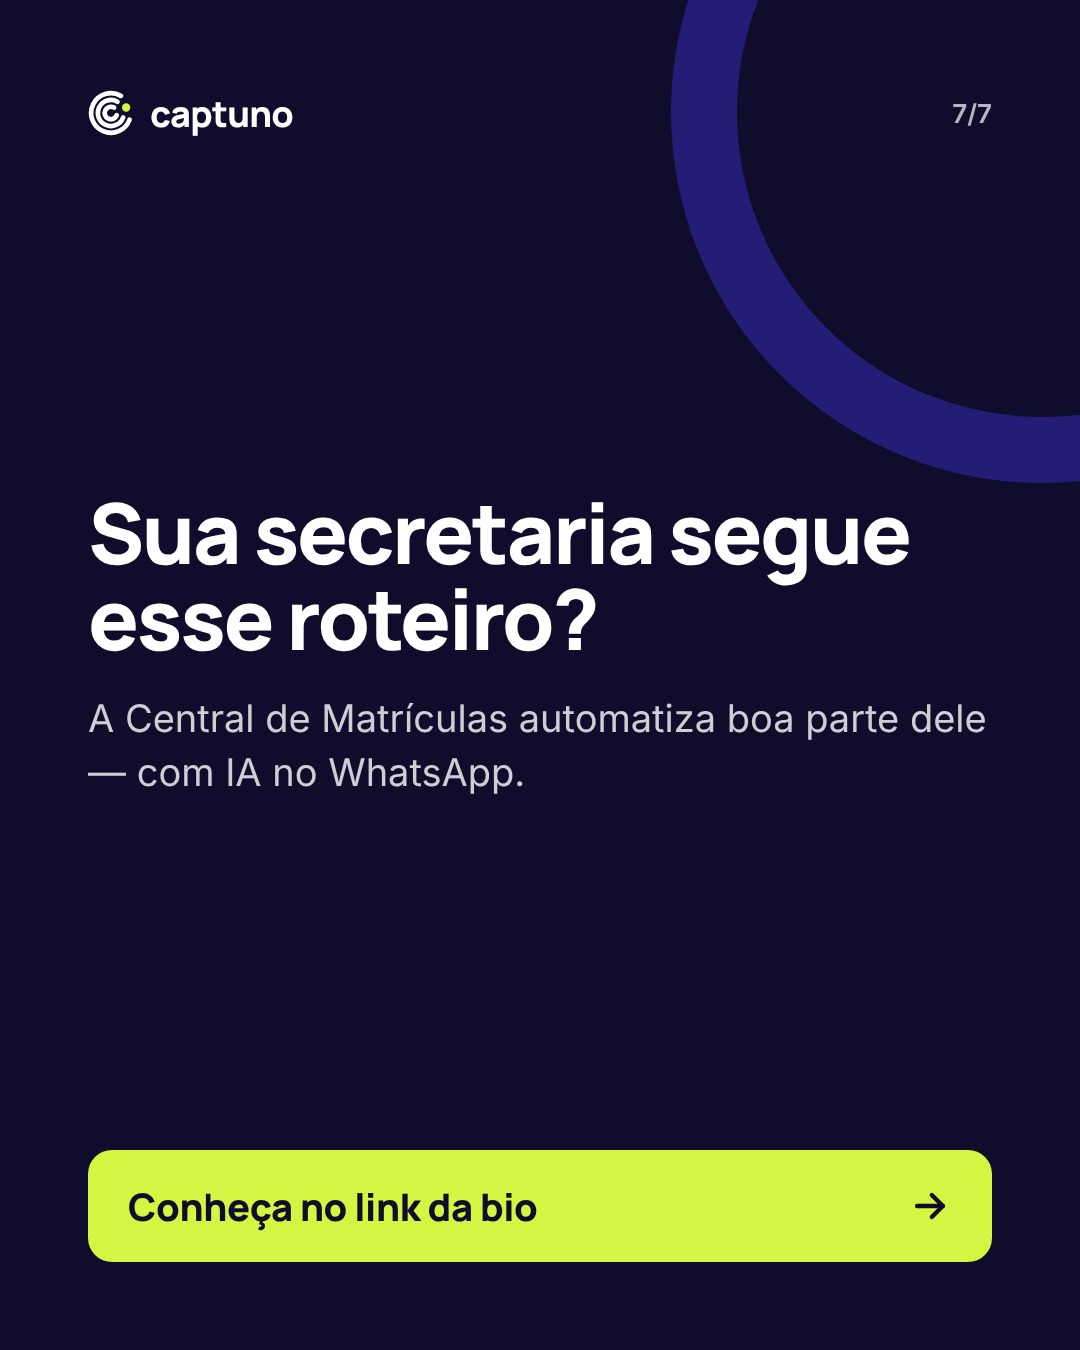 captuno
7/7
Sua secretaria segue
esse roteiro?
A Central de Matrículas automatiza boa parte dele
— com IA no WhatsApp.
Conheça no link da bio →